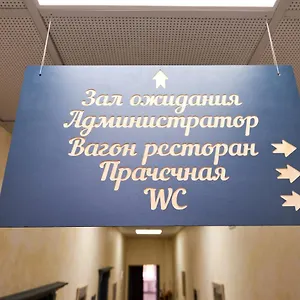 Зал ожидания
Администратор
Вагон ресторан
Прачечная
WC